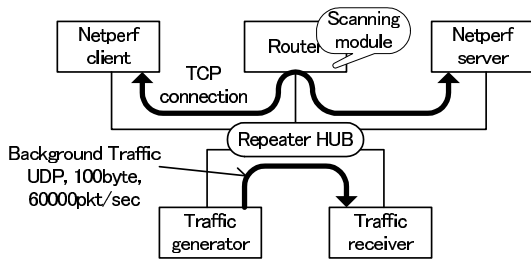 Netperf
client
Router
Scanning
module
Netperf
server
TCP
connection
Repeater HUB
Background Traffic
UDP, 100byte,
60000pkt/sec
Traffic
generator
Traffic
receiver